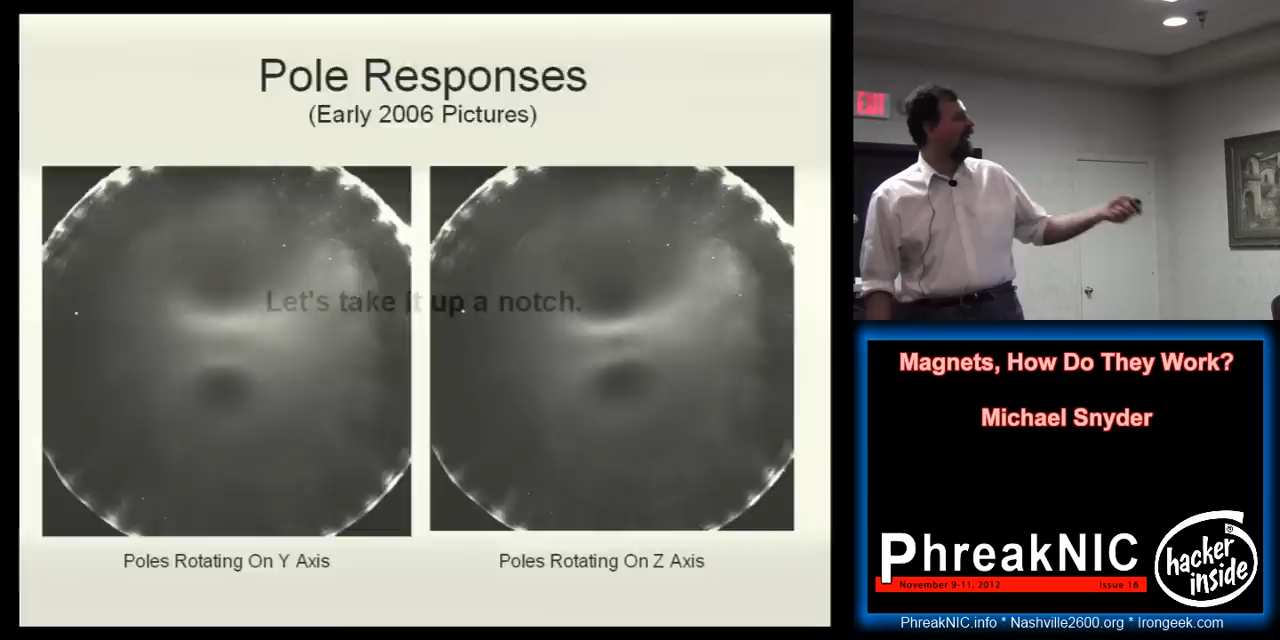 Pole Responses
(Early 2006 Pictures)
Let's take it up a notch.
Poles Rotating On Y Axis
Poles Rotating On Z Axis
EXIT
Magnets, How Do They Work?
Michael Snyder
PhreakNIC
November 9-11, 2012
Issue 16
hacker
inside
PhreakNIC.info * Nashville2600.org * Irongeek.com